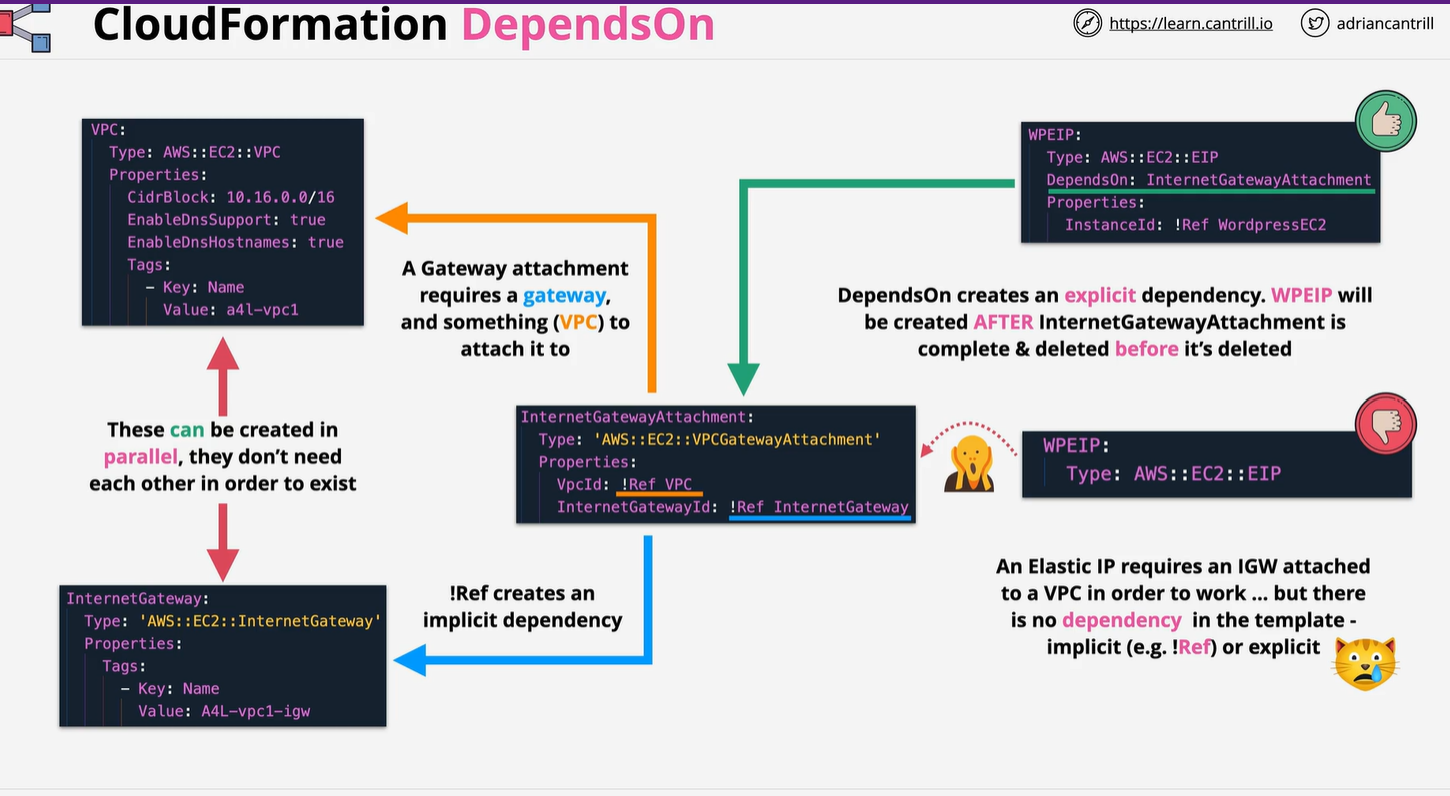 CloudFormation DependsOn
https://learn.cantrill.io
adriancantrill
VPC:
Type: AWS::EC2::VPC
Properties:
CidrBlock: 10.16.0.0/16
EnableDnsSupport: true
EnableDnsHostnames: true
Tags:
- Key: Name
Value: a4l-vpc1
A Gateway attachment
requires a gateway,
and something (VPC) to
attach it to
WPEIP:
Type: AWS::EC2::EIP
DependsOn: InternetGatewayAttachment
Properties:
InstanceId: !Ref WordpressEC2
DependsOn creates an explicit dependency. WPEIP will
be created AFTER InternetGatewayAttachment is
complete & deleted before it’s deleted
These can be created in
parallel, they don’t need
each other in order to exist
InternetGatewayAttachment:
Type: 'AWS::EC2::VPCGatewayAttachment'
Properties:
VpcId: !Ref VPC
InternetGatewayId: !Ref InternetGateway
WPEIP:
Type: AWS::EC2::EIP
InternetGateway:
Type: 'AWS::EC2::InternetGateway'
Properties:
Tags:
- Key: Name
Value: A4L-vpc1-igw
!Ref creates an
implicit dependency
An Elastic IP requires an IGW attached
to a VPC in order to work ... but there
is no dependency in the template -
implicit (e.g. !Ref) or explicit